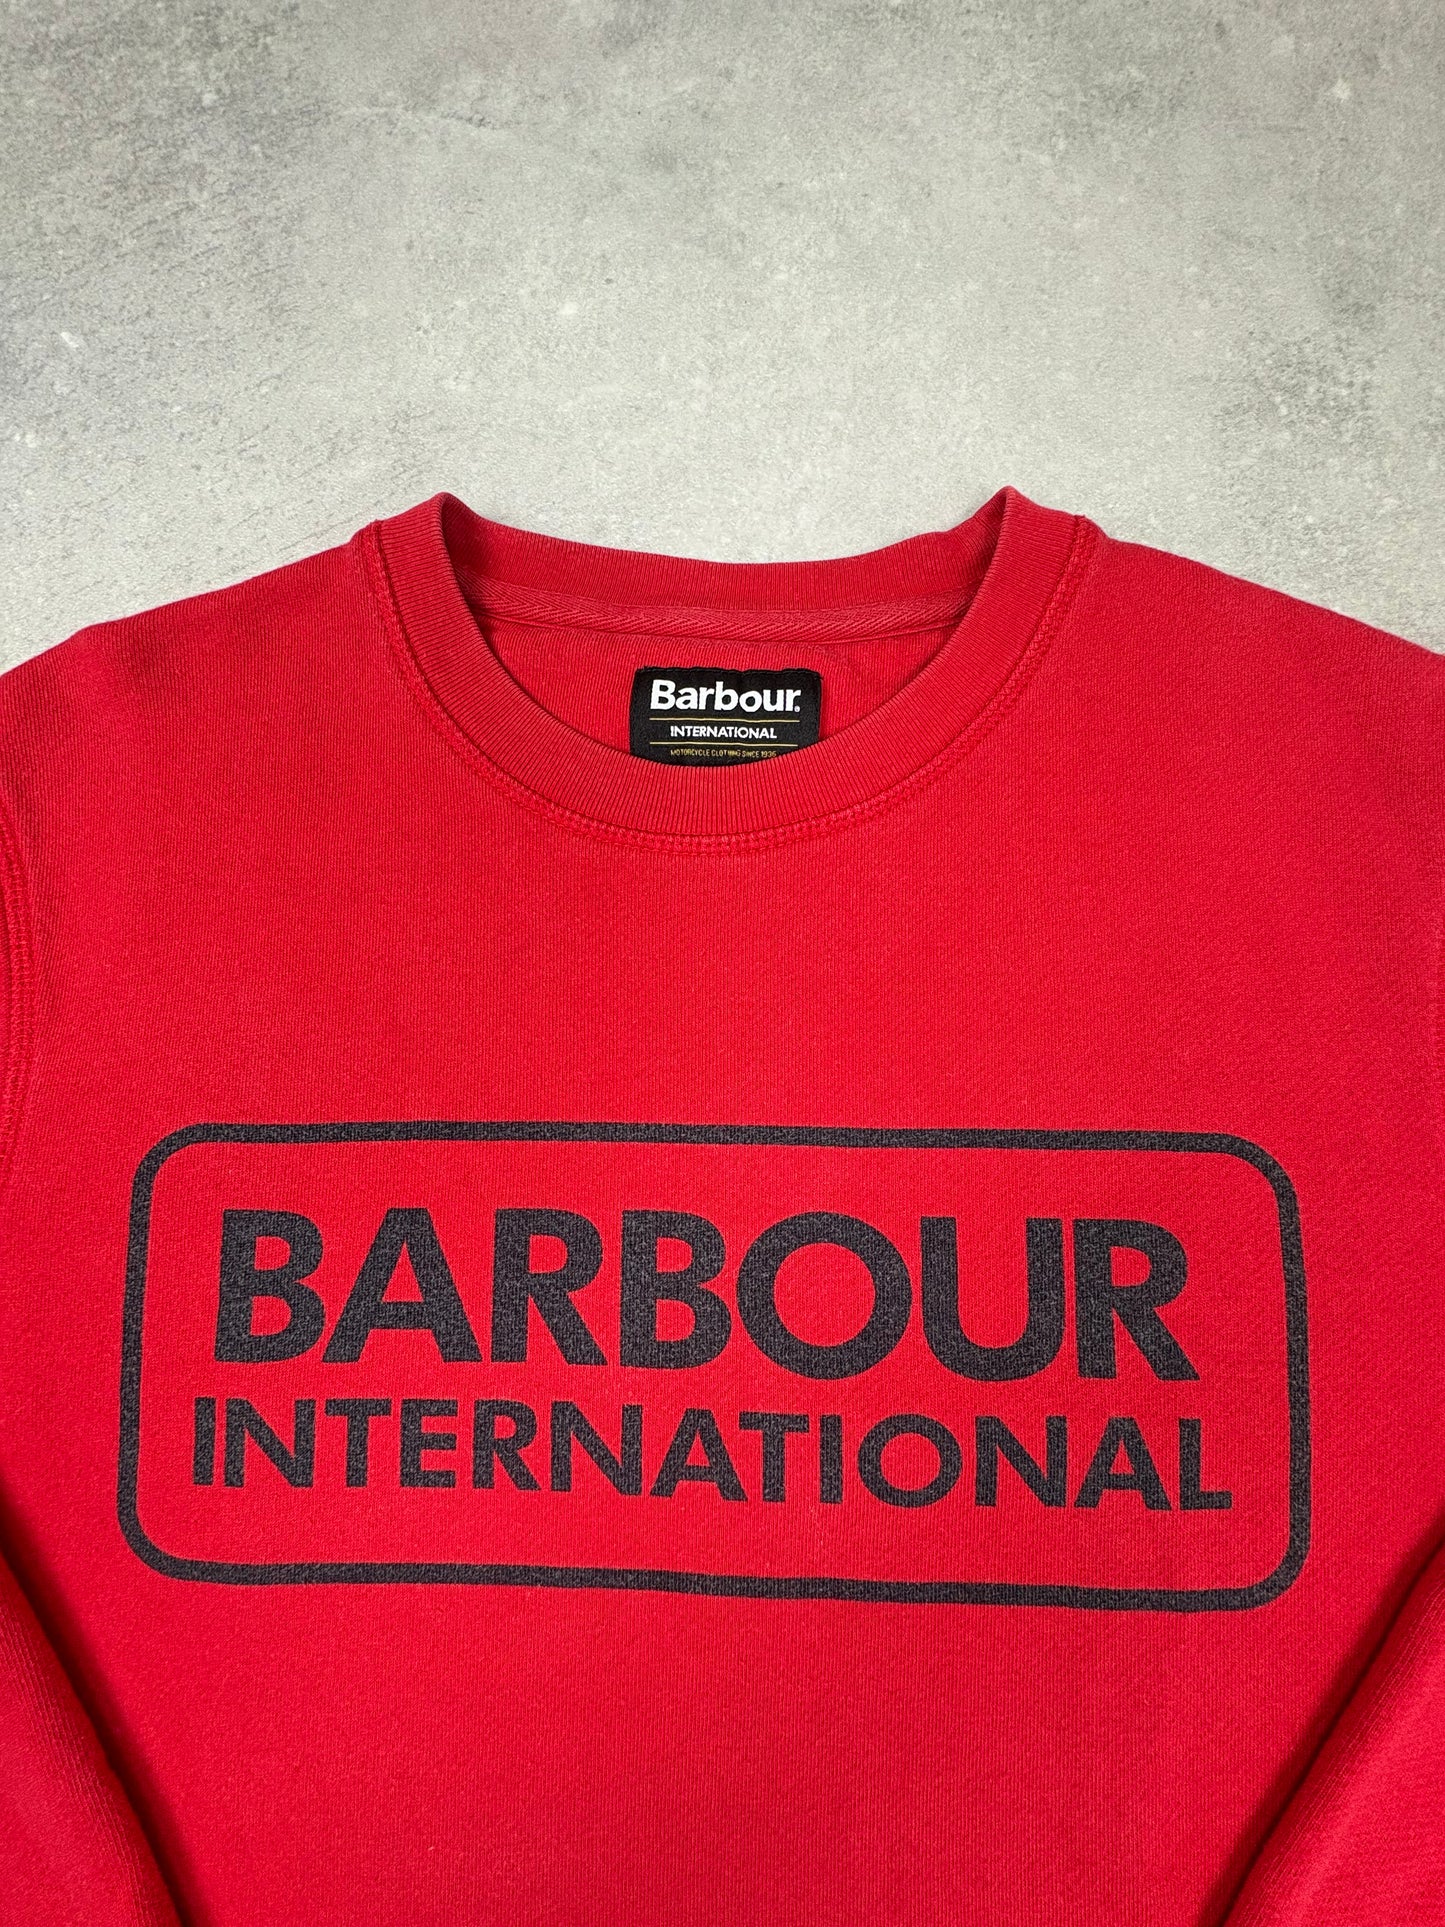 Barbour.
INTERNATIONAL
MOTORCYCLE CLOTHING SINCE 1936
BARBOUR
INTERNATIONAL